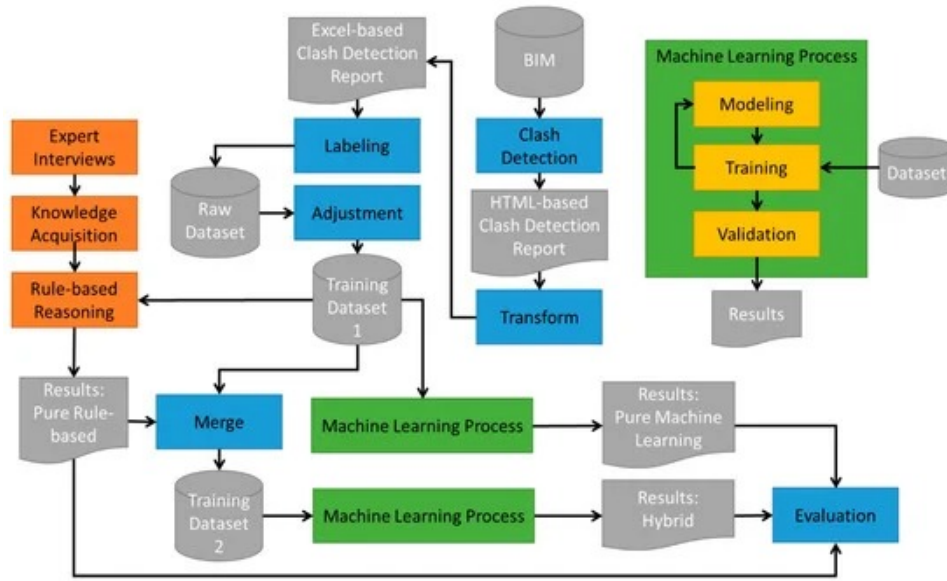 Excel-based
Clash Detection
Report
BIM
Machine Learning Process
Modeling
Training
Dataset
Validation
Results
Expert
Interviews
Labeling
Clash
Detection
Knowledge
Acquisition
Raw
Dataset
Adjustment
HTML-based
Clash Detection
Report
Rule-based
Reasoning
Training
Dataset
1
Transform
Results:
Pure Rule-
based
Merge
Machine Learning Process
Results:
Pure Machine
Learning
Training
Dataset
2
Machine Learning Process
Results:
Hybrid
Evaluation